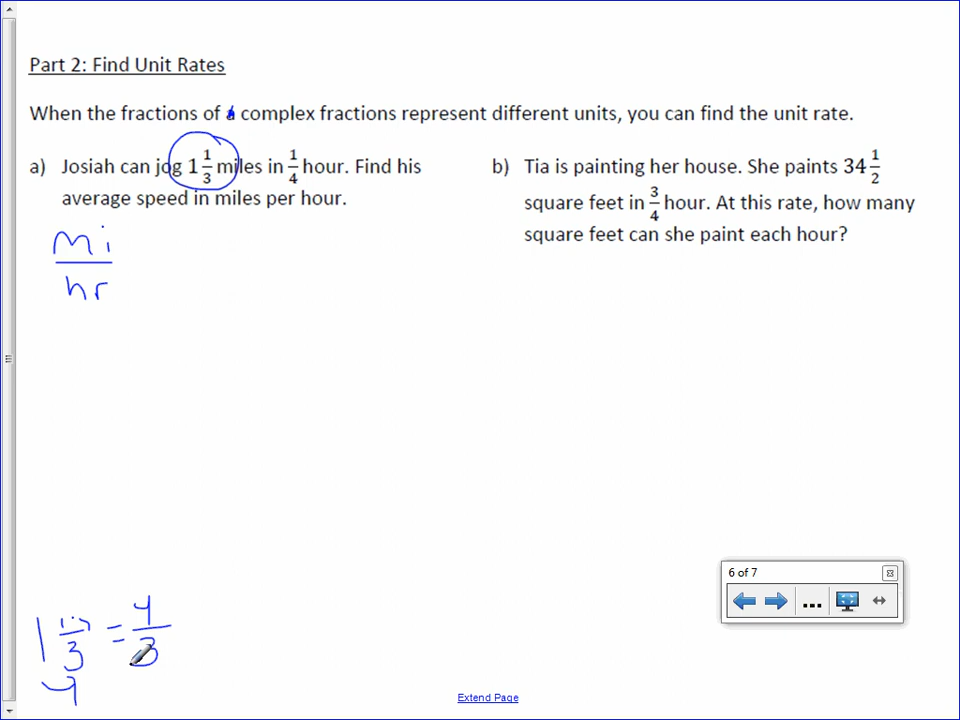 Part 2: Find Unit Rates
When the fractions of a complex fractions represent different units, you can find the unit rate.
a) Josiah can jog 1 1/3 miles in 1/4 hour. Find his
average speed in miles per hour.
b) Tia is painting her house. She paints 34 1/2
square feet in 3/4 hour. At this rate, how many
square feet can she paint each hour?
mi
hr
6 of 7
1 1/3 = 4/3
4
Extend Page